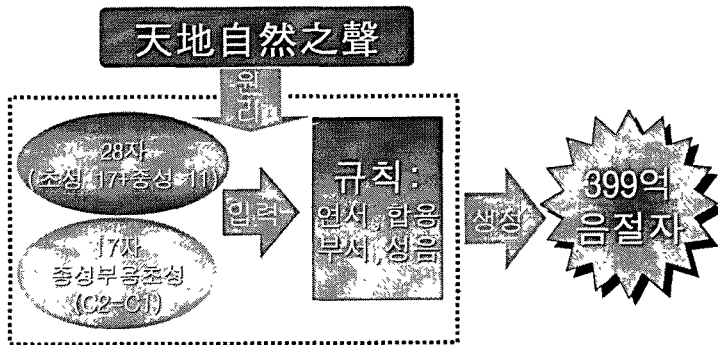 天地自然之聲
원
리
28자
(초성 17+중성 11)
17자
종성부용초성
(C2-C1)
입력
규칙:
연서,합용
부서,성음
생성
399억
음절자